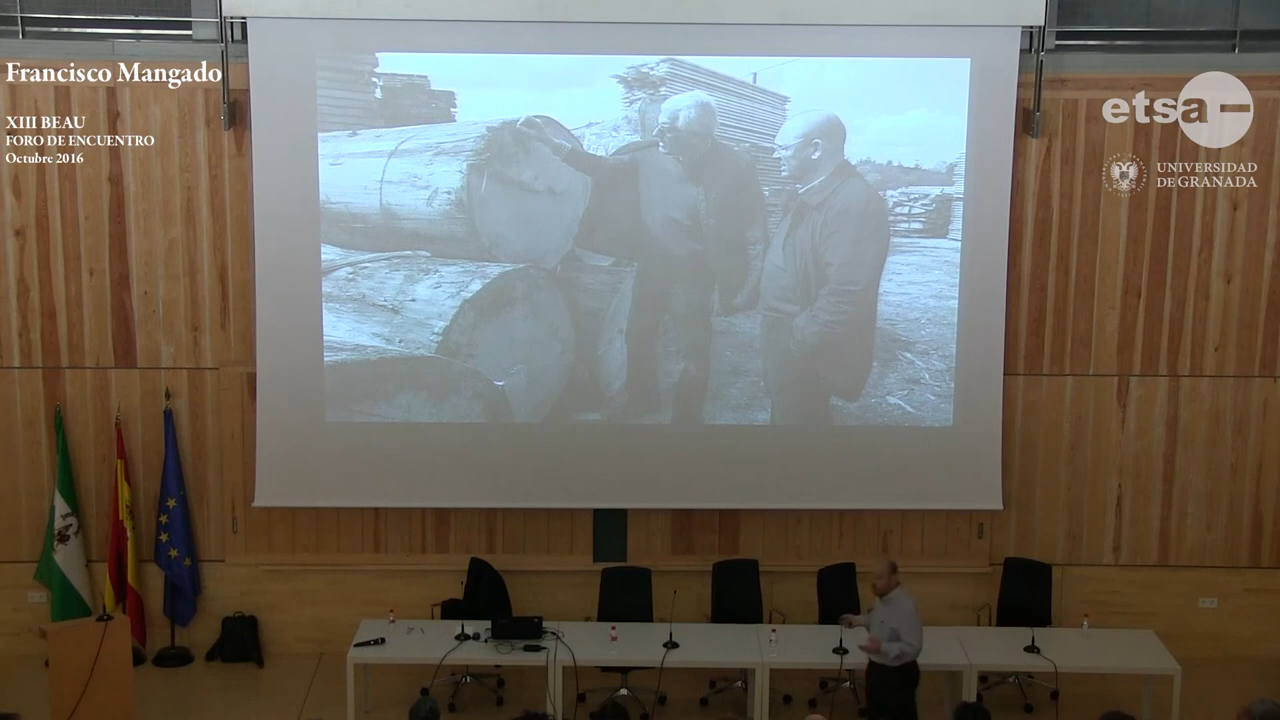 Francisco Mangado
XIII BEAU
FORO DE ENCUENTRO
Octubre 2016
etsa
UNIVERSIDAD
DE GRANADA